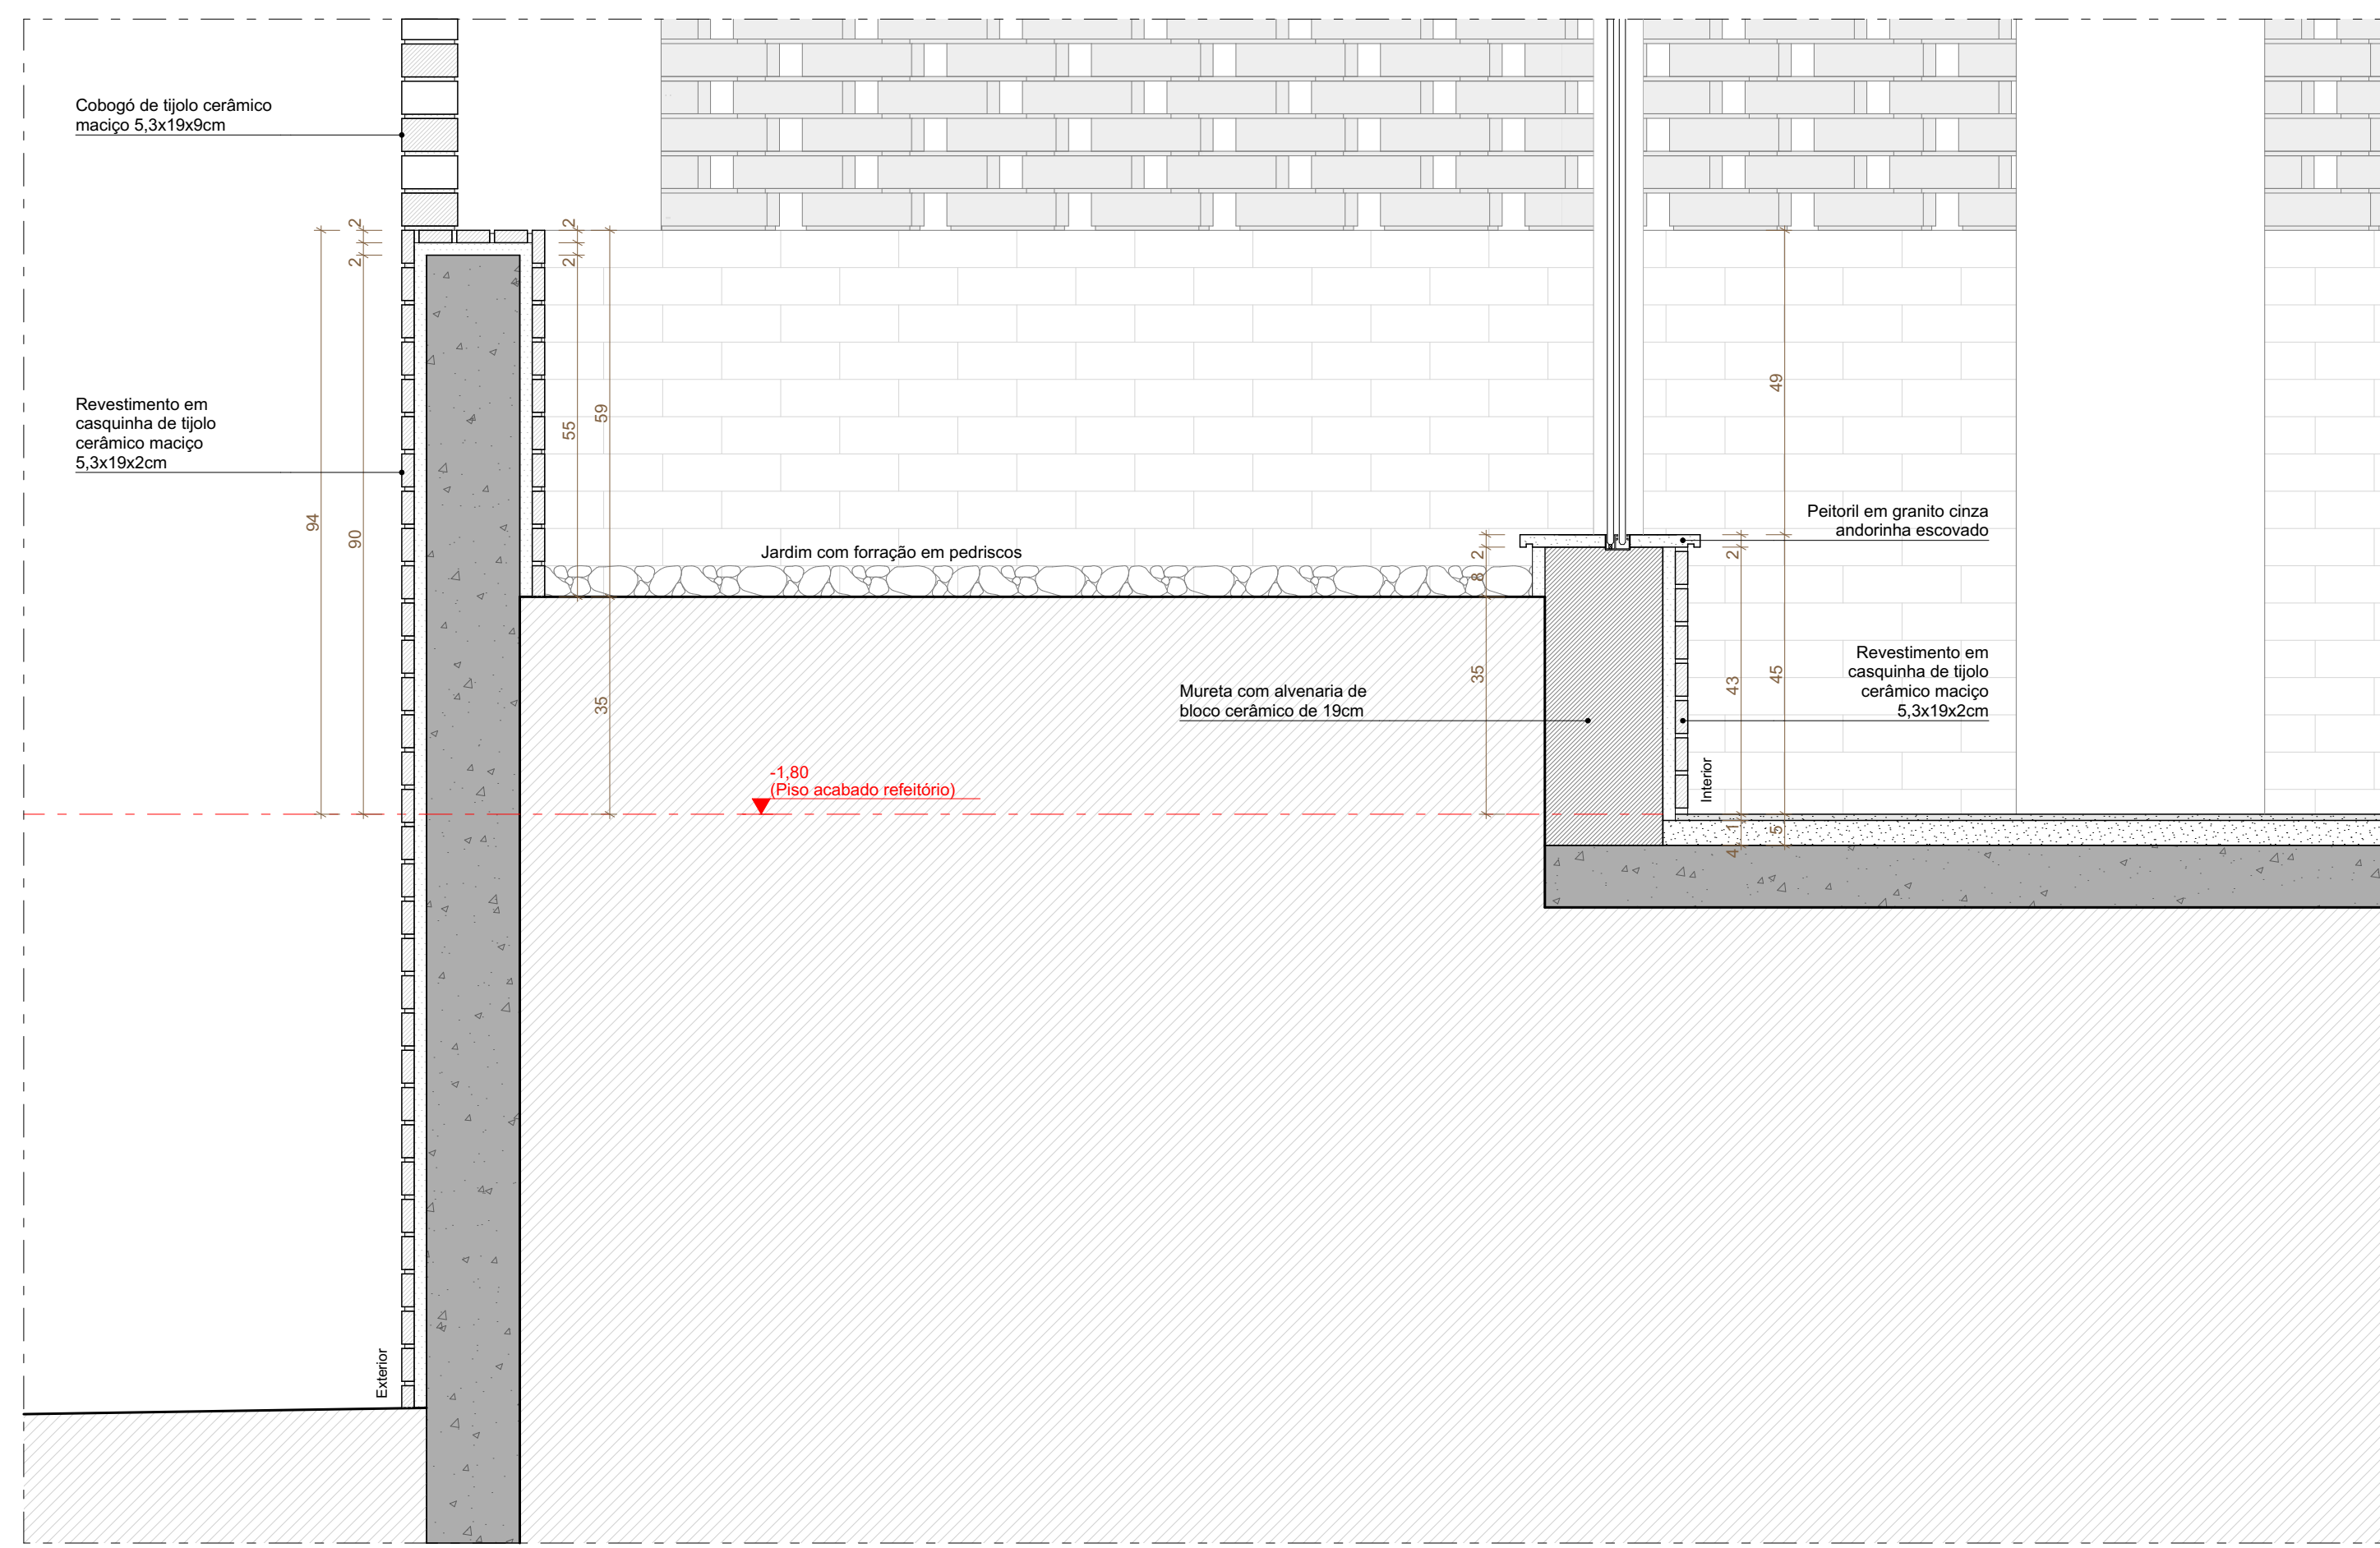 Cobogó de tijolo cerâmico
maciço 5,3x19x9cm
2
2
2
2
94
90
55
59
35
49
Revestimento em
casquinha de tijolo
cerâmico maciço
5,3x19x2cm
Jardim com forração em pedriscos
Peitoril em granito cinza
andorinha escovado
2
8
35
2
43
45
1
4
5
Mureta com alvenaria de
bloco cerâmico de 19cm
Revestimento em
casquinha de tijolo
cerâmico maciço
5,3x19x2cm
Interior
-1,80
(Piso acabado refeitório)
Exterior